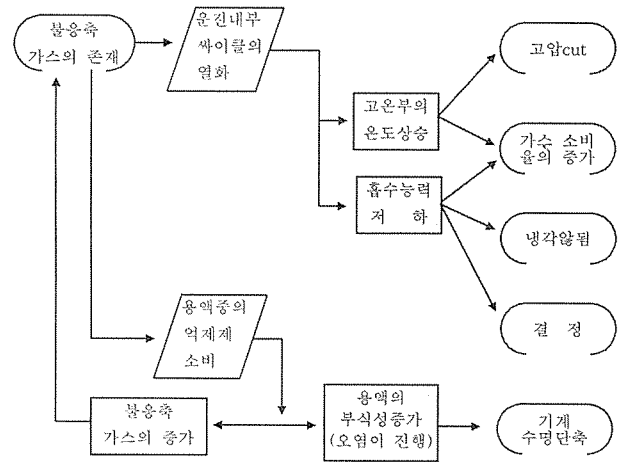 불응축
가스의 존재
운진내부
싸이클의
열화
고압cut
고온부의
온도상승
가수 소비
율의 증가
흡수능력
저 하
냉각않됨
결 정
용액중의
억제제
소비
불응축
가스의 증가
용액의
부식성증가
(오염이 진행)
기계
수명단축